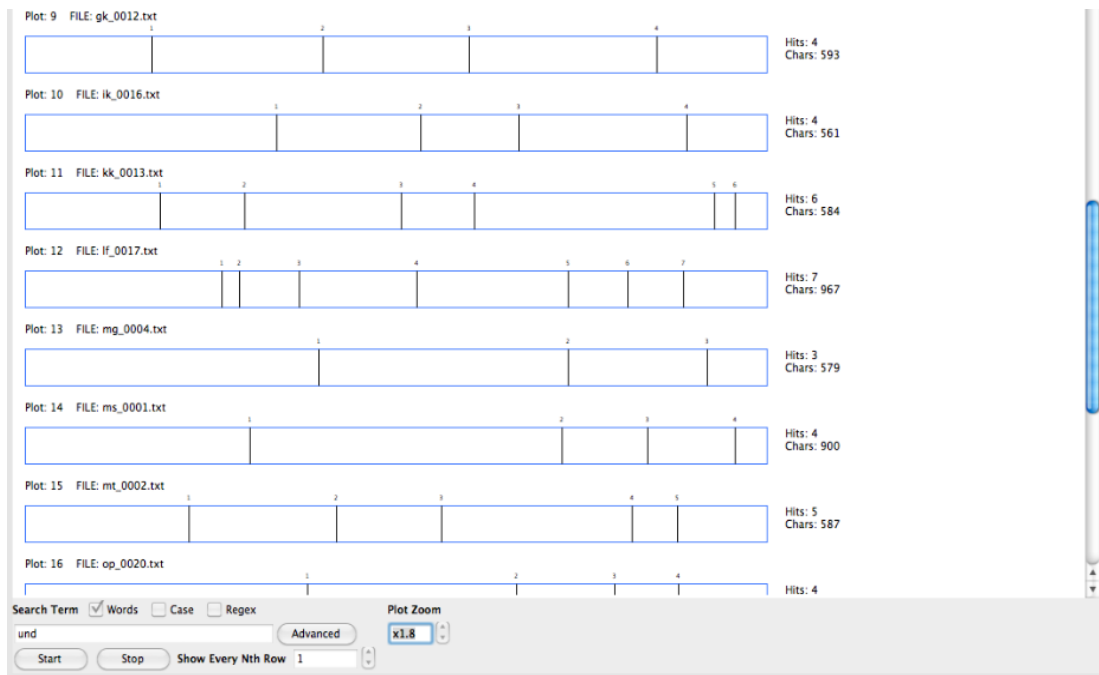 Plot: 9 FILE: gk_0012.txt
1 2 3 4
Hits: 4
Chars: 593
Plot: 10 FILE: ik_0016.txt
1 2 3 4
Hits: 4
Chars: 561
Plot: 11 FILE: kk_0013.txt
1 2 3 4 5 6
Hits: 6
Chars: 584
Plot: 12 FILE: lf_0017.txt
1 2 3 4 5 6 7
Hits: 7
Chars: 967
Plot: 13 FILE: mg_0004.txt
1 2 3
Hits: 3
Chars: 579
Plot: 14 FILE: ms_0001.txt
1 2 3 4
Hits: 4
Chars: 900
Plot: 15 FILE: mt_0002.txt
1 2 3 4 5
Hits: 5
Chars: 587
Plot: 16 FILE: op_0020.txt
1 2 3 4
Hits: 4
Search Term Words Case Regex Plot Zoom
und Advanced x1.8
Start Stop Show Every Nth Row 1